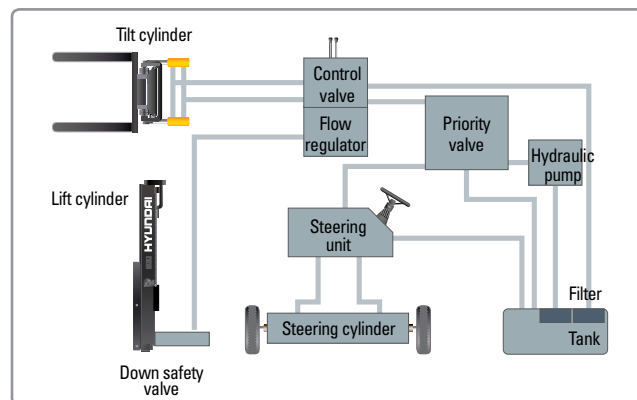 Tilt cylinder
Control
valve
Flow
regulator
Priority
valve
Hydraulic
pump
Lift cylinder
HYUNDAI
Steering
unit
Steering cylinder
Filter
Tank
Down safety
valve